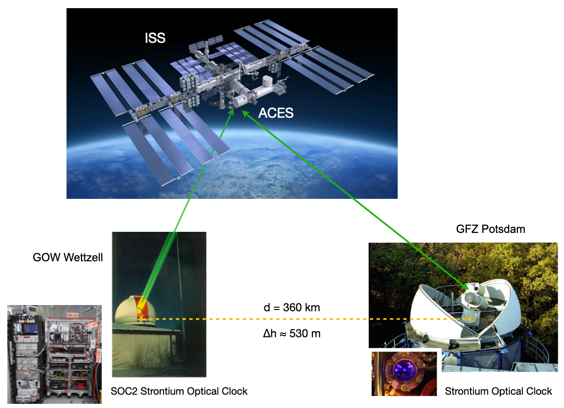 ISS
ACES
GFZ Potsdam
GOW Wettzell
d = 360 km
Δh ≈ 530 m
SOC2 Strontium Optical Clock
Strontium Optical Clock